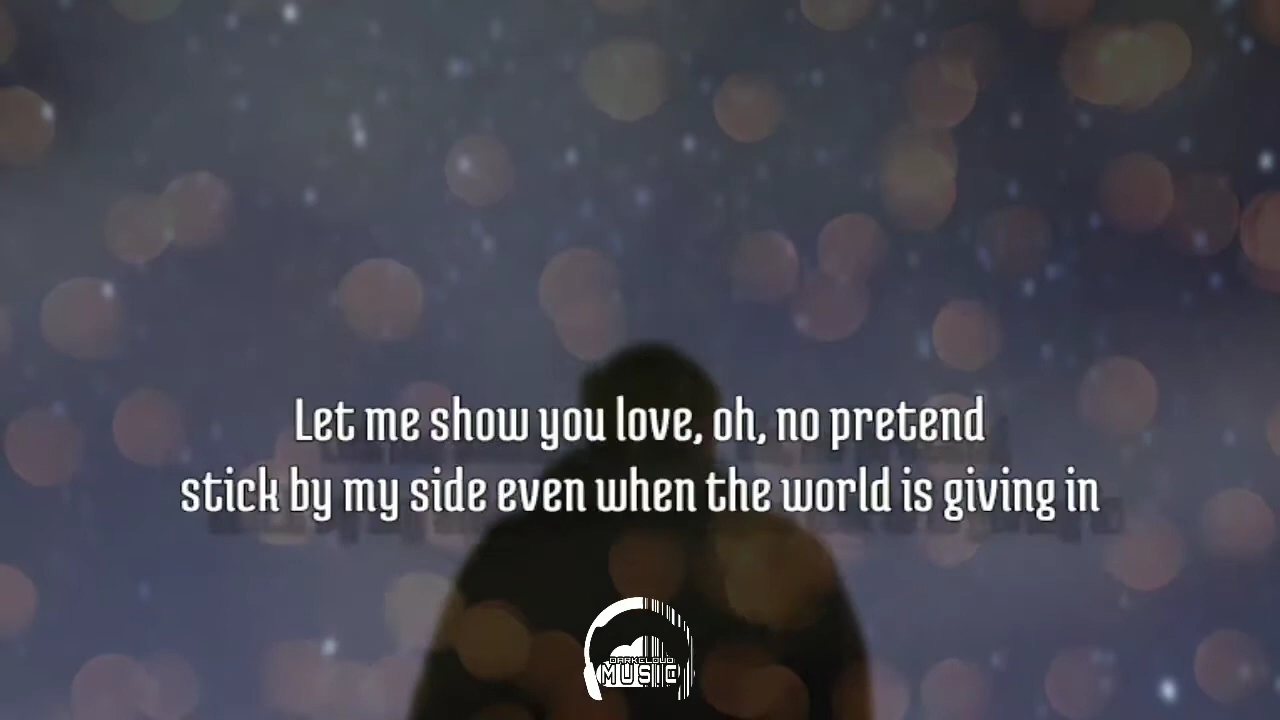 Let me show you love, oh, no pretend
stick by my side even when the world is giving in
DARKCLOUD
MUSIC